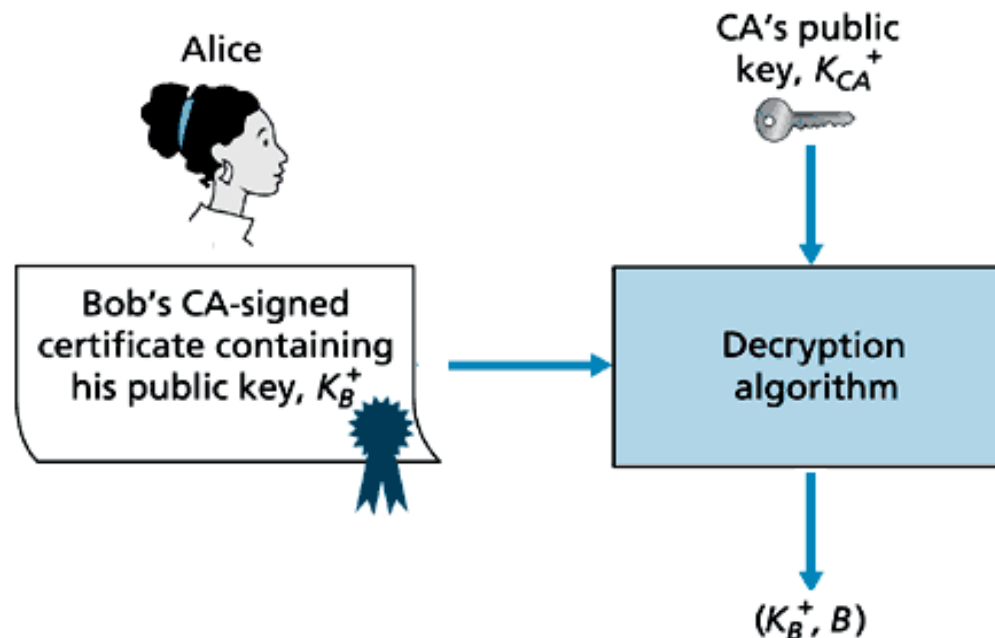 Alice
CA’s public
key, K_CA^+
Bob’s CA-signed
certificate containing
his public key, K_B^+
Decryption
algorithm
(K_B^+, B)